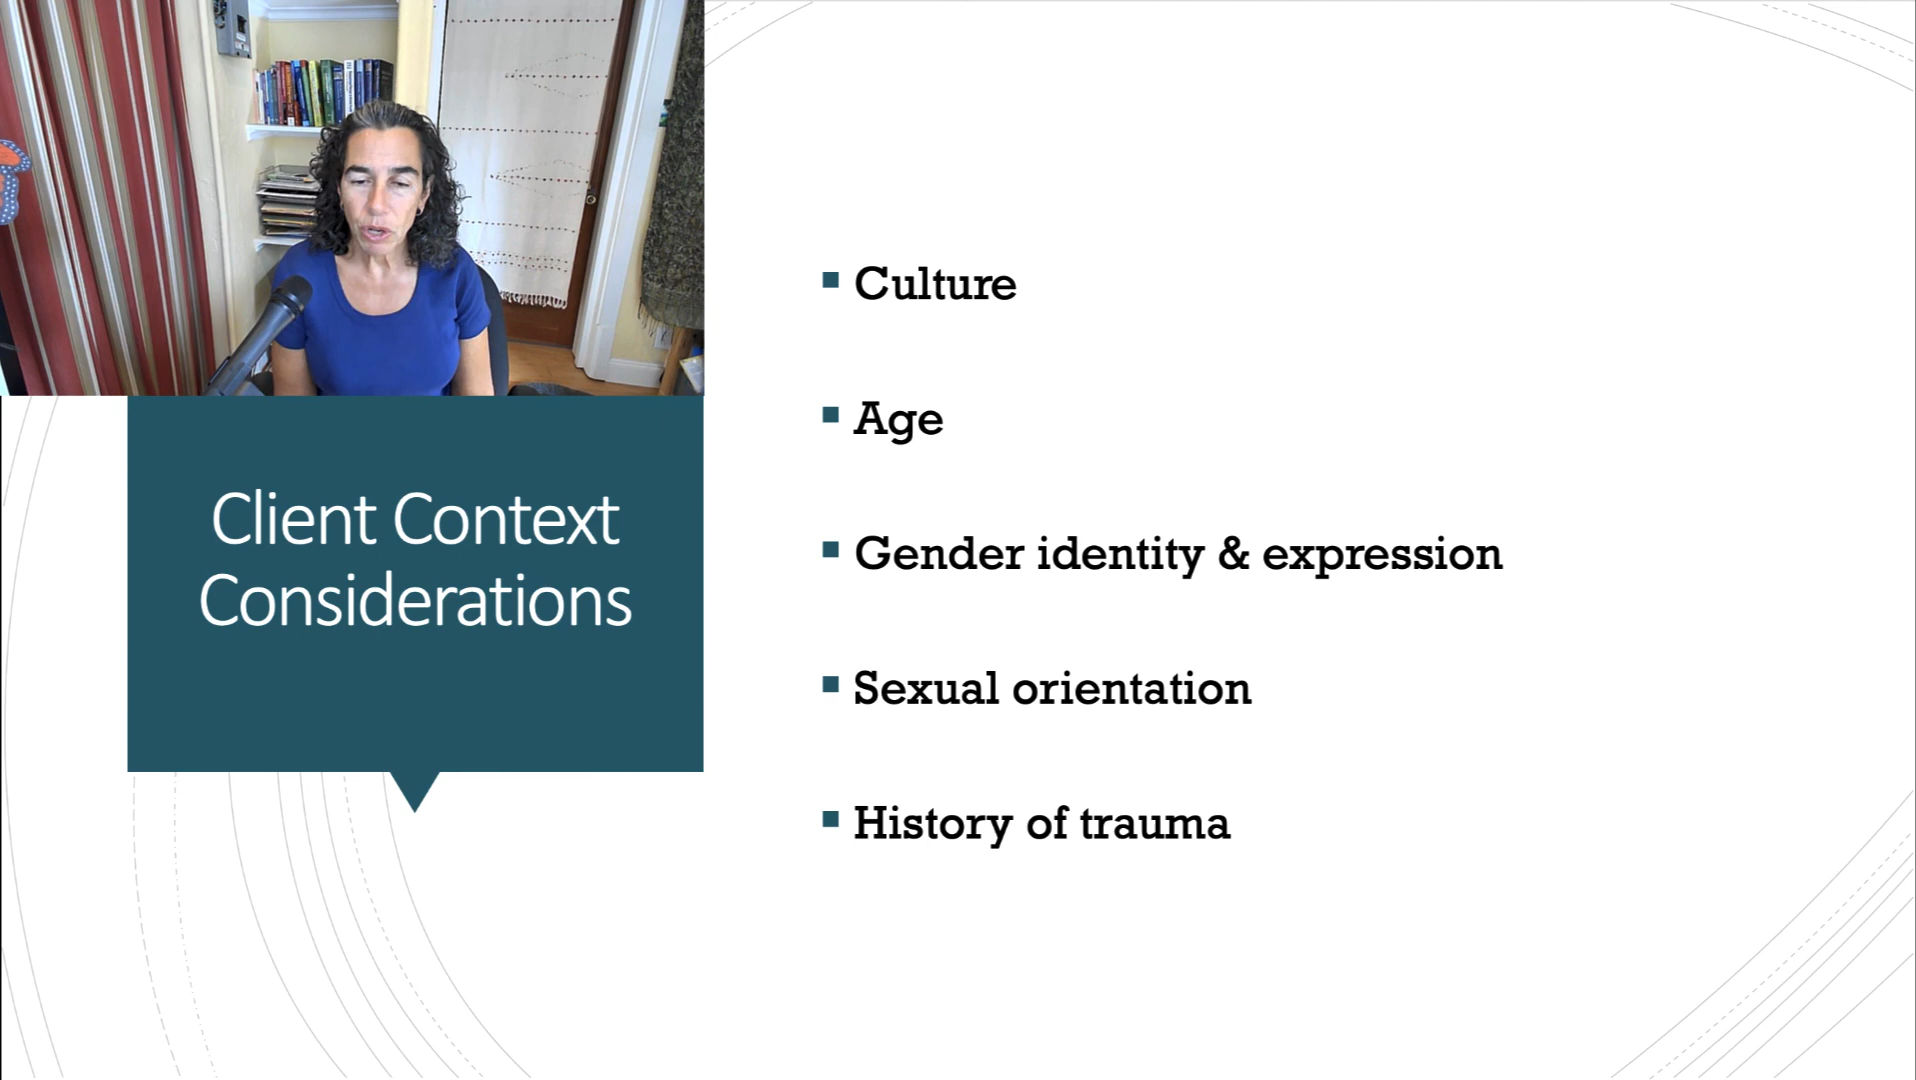 Client Context
Considerations
Culture
Age
Gender identity & expression
Sexual orientation
History of trauma